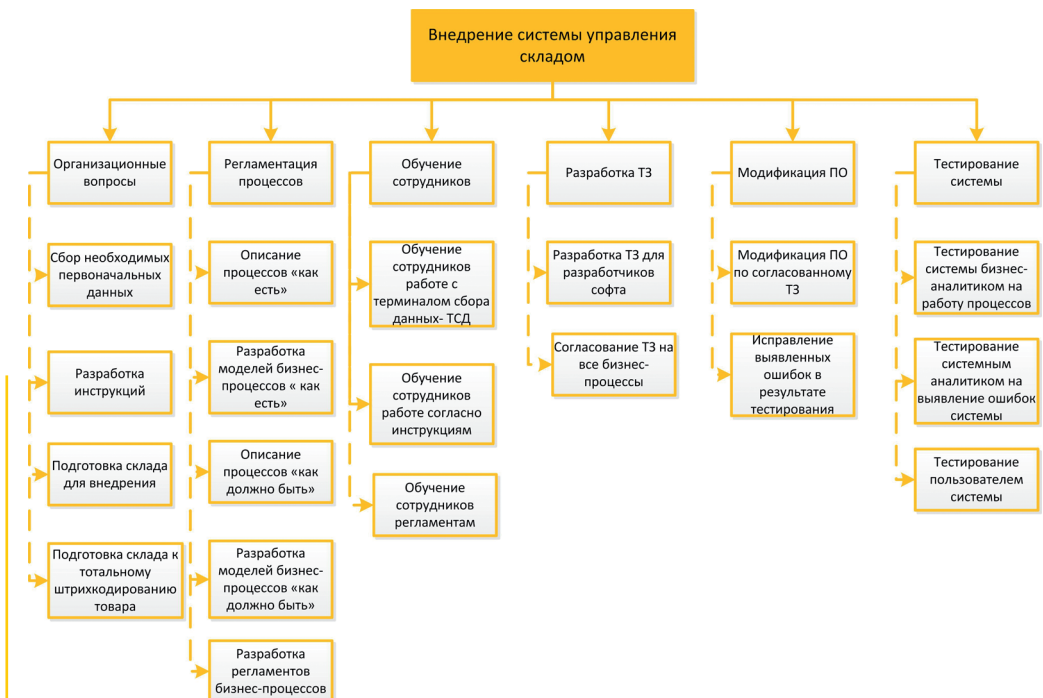 Внедрение системы управления
складом
Организационные
вопросы
Сбор необходимых
первоначальных
данных
Разработка
инструкций
Подготовка склада
для внедрения
Подготовка склада к
тотальному
штрихкодированию
товара
Регламентация
процессов
Описание
процессов «как
есть»
Разработка
моделей бизнес-
процессов « как
есть»
Описание
процессов «как
должно быть»
Разработка
моделей бизнес-
процессов «как
должно быть»
Разработка
регламентов
бизнес-процессов
Обучение
сотрудников
Обучение
сотрудников
работе с
терминалом сбора
данных- ТСД
Обучение
сотрудников
работе согласно
инструкциям
Обучение
сотрудников
регламентам
Разработка ТЗ
Разработка ТЗ для
разработчиков
софта
Согласование ТЗ на
все бизнес-
процессы
Модификация ПО
Модификация ПО
по согласованному
ТЗ
Исправление
выявленных
ошибок в
результате
тестирования
Тестирование
системы
Тестирование
системы бизнес-
аналитиком на
работу процессов
Тестирование
системным
аналитиком на
выявление ошибок
системы
Тестирование
пользователем
системы